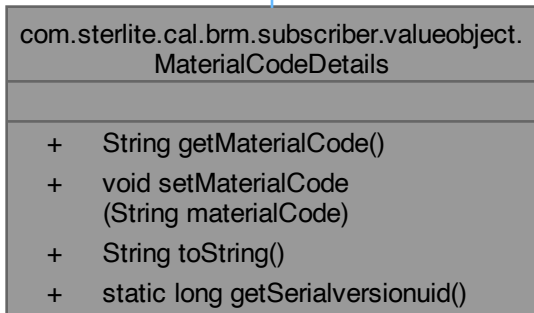 com.sterlite.cal.brm.subscriber.valueobject.
MaterialCodeDetails
+ String getMaterialCode()
+ void setMaterialCode
(String materialCode)
+ String toString()
+ static long getSerialversionuid()